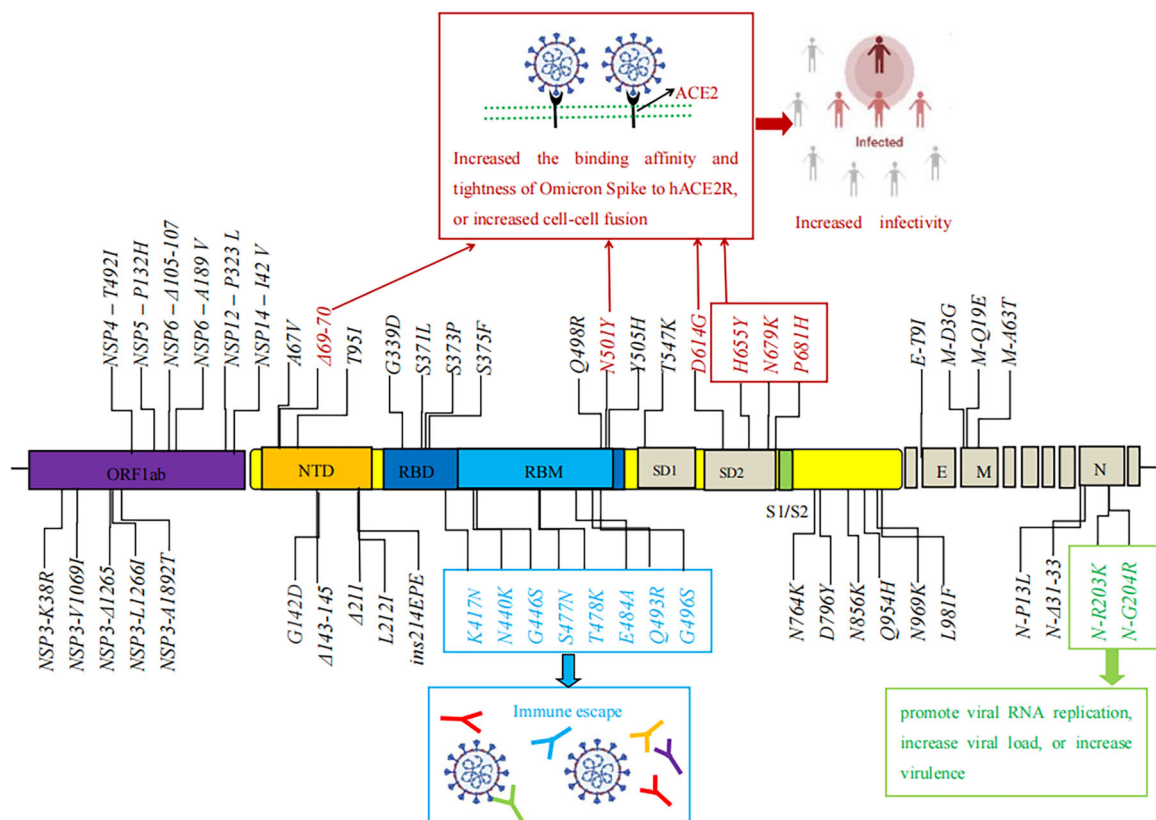 ACE2
Increased the binding affinity and
tightness of Omicron Spike to hACE2R,
or increased cell-cell fusion
Infected
Increased infectivity
NSP4 – T492I
NSP5 – P132H
NSP6 – Δ105-107
NSP6 – A189 V
NSP12 – P323 L
NSP14 – I42 V
A67V
Δ69-70
T95I
G339D
S371L
S373P
S375F
Q498R
N501Y
Y505H
T547K
D614G
H655Y
N679K
P681H
E-T9I
M-D3G
M-Q19E
M-A63T
ORF1ab
NTD
RBD
RBM
SD1
SD2
S1/S2
E
M
N
NSP3-K38R
NSP3-V1069I
NSP3-Δ1265
NSP3-L1266I
NSP3-A1892T
G142D
Δ143-145
Δ211
L212I
ins214EPE
K417N
N440K
G446S
S477N
T478K
E484A
Q493R
G496S
N764K
D796Y
N856K
Q954H
N969K
L981F
N-P13L
N-Δ31-33
N-R203K
N-G204R
Immune escape
promote viral RNA replication,
increase viral load, or increase
virulence